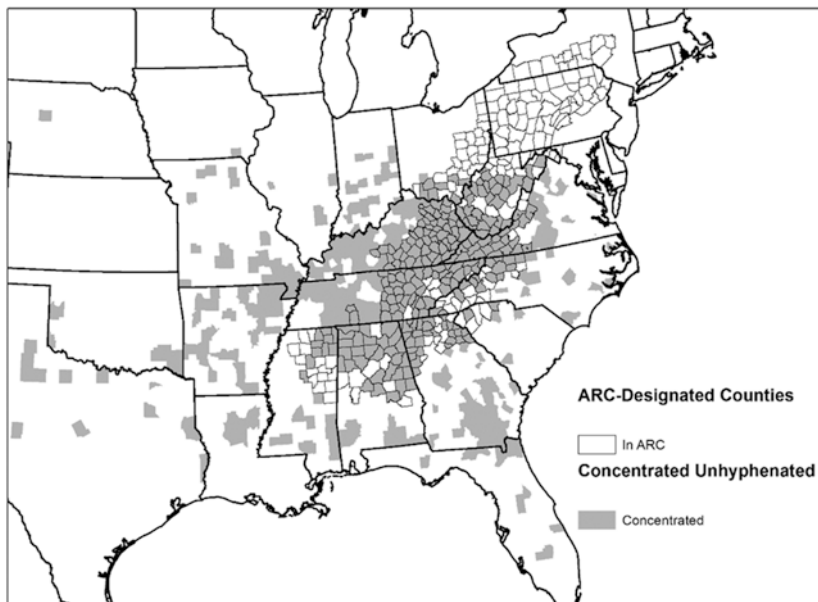 ARC-Designated Counties
In ARC
Concentrated Unhyphenated
Concentrated